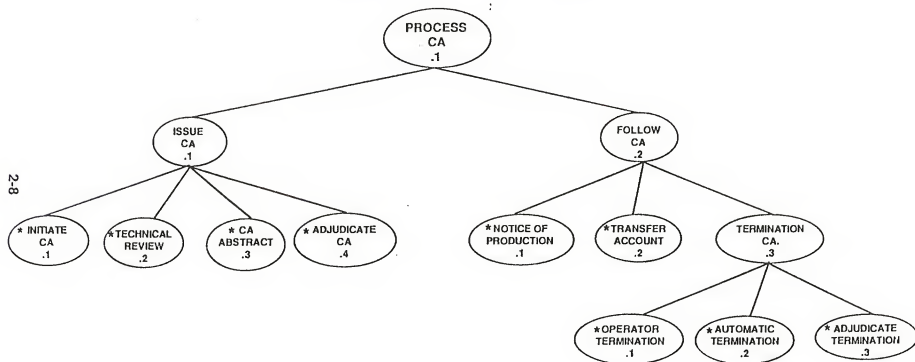 PROCESS
CA
.1
ISSUE
CA
.1
FOLLOW
CA
.2
2-8
* INITIATE
CA
.1
*TECHNICAL
REVIEW
.2
* CA
ABSTRACT
.3
* ADJUDICATE
CA
.4
*NOTICE OF
PRODUCTION
.1
*TRANSFER
ACCOUNT
.2
TERMINATION
CA.
.3
*OPERATOR
TERMINATION
.1
*AUTOMATIC
TERMINATION
.2
* ADJUDICATE
TERMINATION
.3